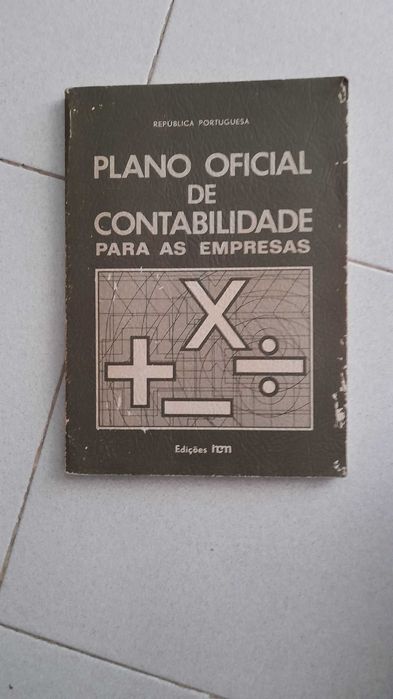 REPÚBLICA PORTUGUESA
PLANO OFICIAL
DE
CONTABILIDADE
PARA AS EMPRESAS
+ − X ÷
Edições